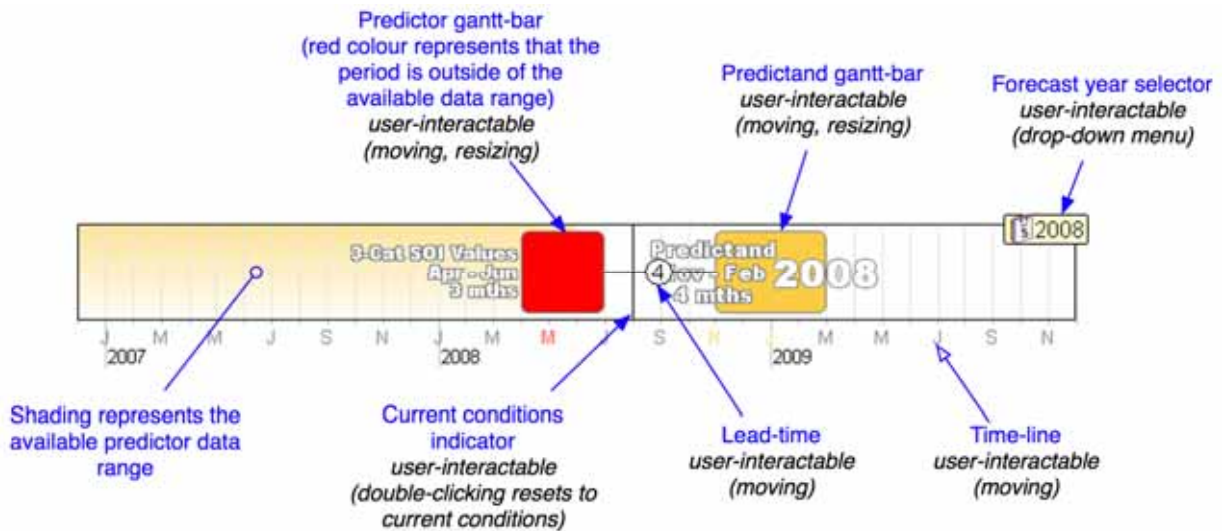 Predictor gantt-bar
(red colour represents that the
period is outside of the
available data range)
user-interactable
(moving, resizing)
Predictand gantt-bar
user-interactable
(moving, resizing)
Forecast year selector
user-interactable
(drop-down menu)
2008
3-Cat SOI Values
Apr - Jun
3 mths
Predictand
Nov - Feb
4 mths
4
2008
J M M J S N J M M J S N J M M J S N
2007 2008 2009
Shading represents the
available predictor data
range
Current conditions
indicator
user-interactable
(double-clicking resets to
current conditions)
Lead-time
user-interactable
(moving)
Time-line
user-interactable
(moving)